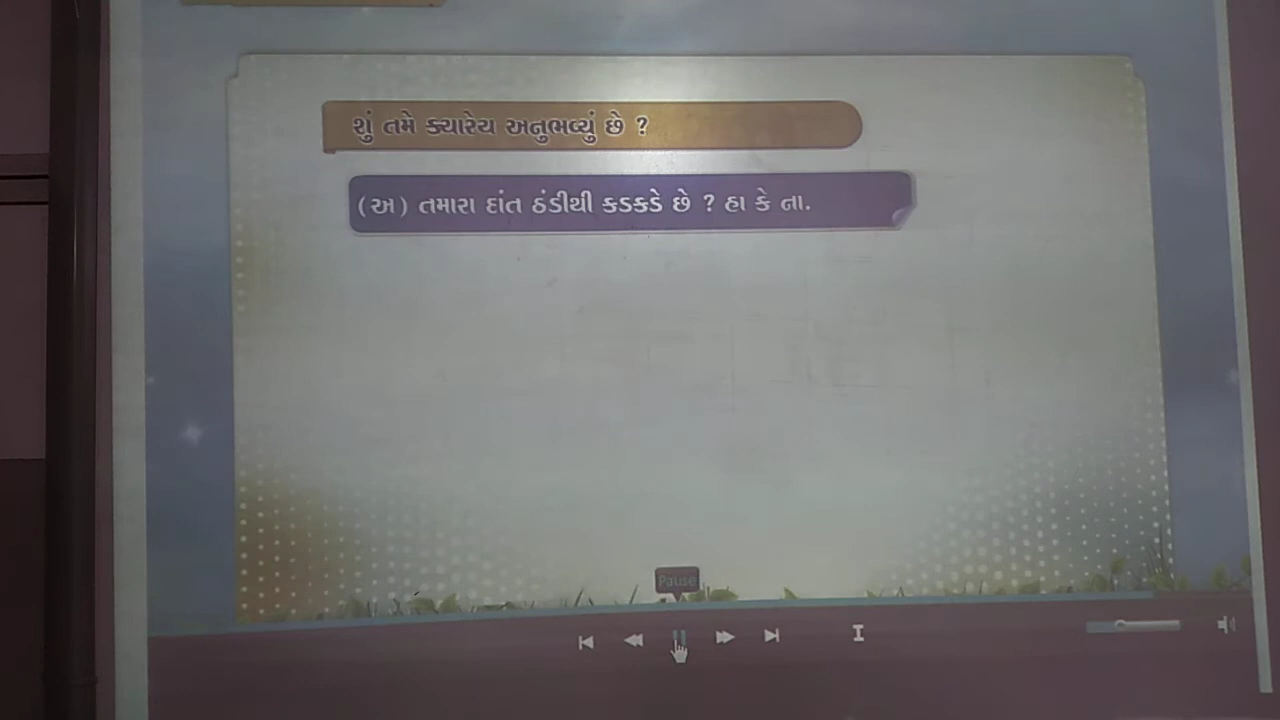 શું તમે ક્યારેય અનુભવ્યું છે ?
(અ) તમારા દાંત ઠંડીથી કડકડે છે ? હા કે ના.
Pause